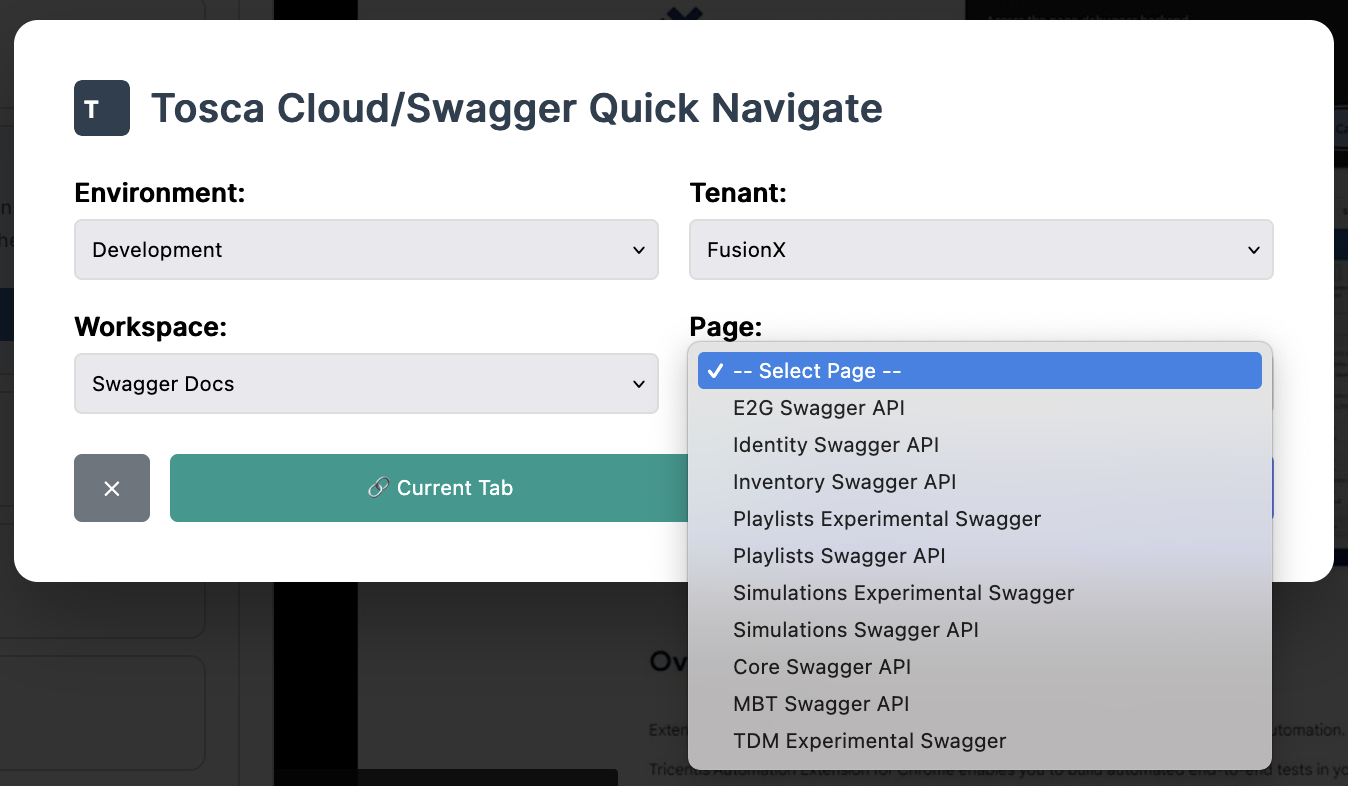 T
Tosca Cloud/Swagger Quick Navigate
Environment:
Tenant:
Development
FusionX
Workspace:
Page:
Swagger Docs
✓ -- Select Page --
E2G Swagger API
Identity Swagger API
Inventory Swagger API
Playlists Experimental Swagger
Playlists Swagger API
Simulations Experimental Swagger
Simulations Swagger API
Core Swagger API
MBT Swagger API
TDM Experimental Swagger
× 🔗 Current Tab
Ov
Exten
utomation.
Tricentis Automation Extension for Chrome enables you to build automated end-to-end tests in yo